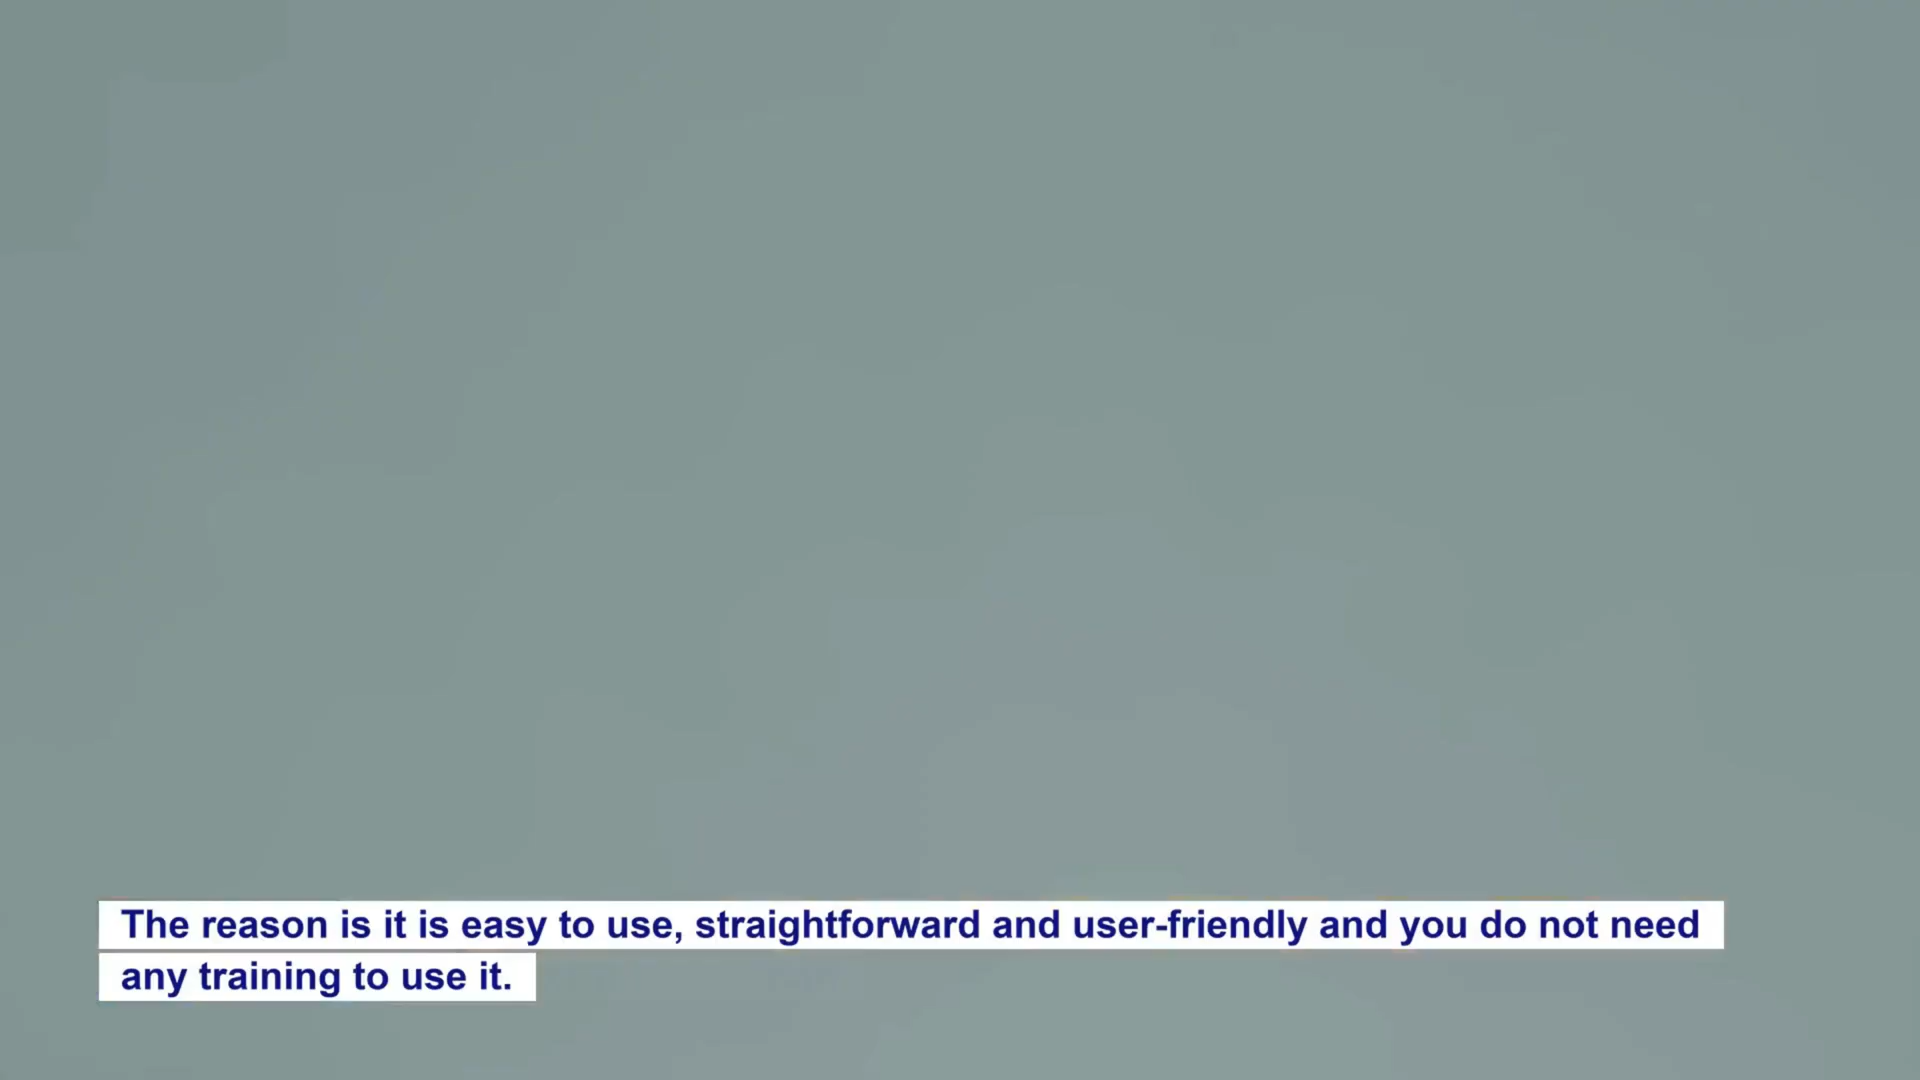 The reason is it is easy to use, straightforward and user-friendly and you do not need
any training to use it.